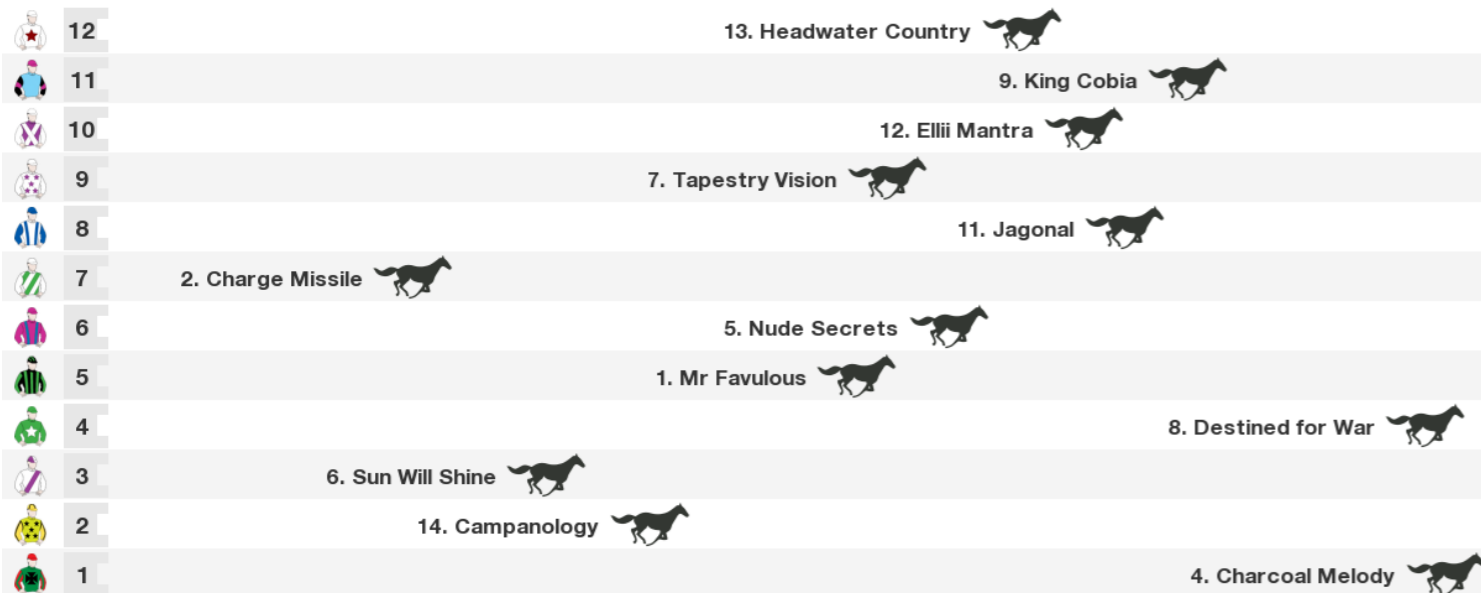 12 13. Headwater Country
11 9. King Cobia
10 12. Ellii Mantra
9 7. Tapestry Vision
8 11. Jagonal
7 2. Charge Missile
6 5. Nude Secrets
5 1. Mr Favulous
4 8. Destined for War
3 6. Sun Will Shine
2 14. Campanology
1 4. Charcoal Melody